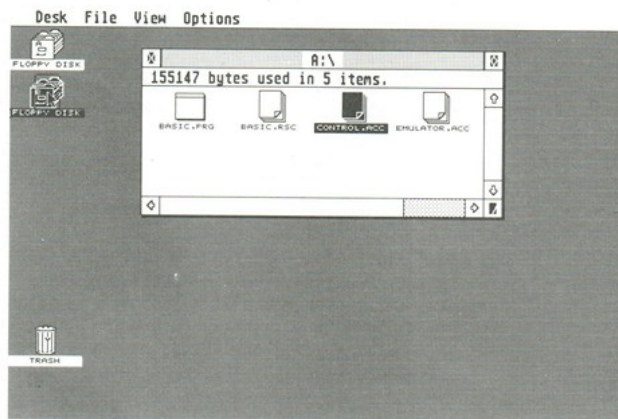 Desk File View Options
FLOPPY DISK
FLOPPY DISK
A:\
155147 bytes used in 5 items.
BASIC.PRG BASIC.RSC CONTROL.ACC EMULATOR.ACC
TRASH